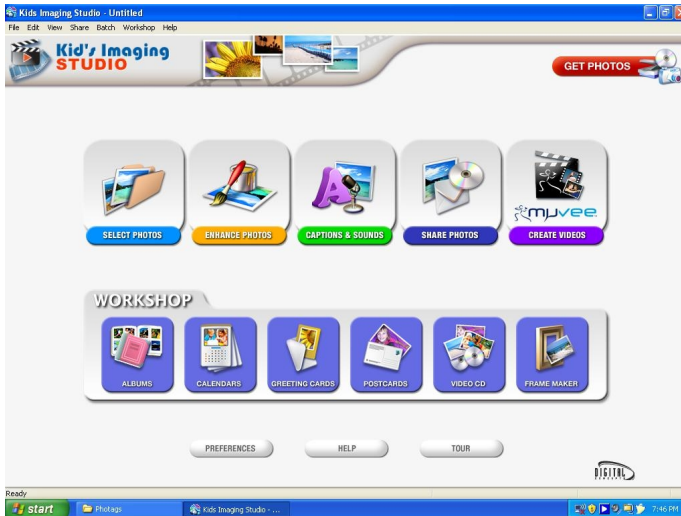 Kids Imaging Studio - Untitled
File Edit View Share Batch Workshop Help
Kid's Imaging
STUDIO
GET PHOTOS
A
muvee
SELECT PHOTOS
ENHANCE PHOTOS
CAPTIONS & SOUNDS
SHARE PHOTOS
CREATE VIDEOS
WORKSHOP
ALBUMS
CALENDARS
GREETING CARDS
POSTCARDS
VIDEO CD
FRAME MAKER
PREFERENCES
HELP
TOUR
DIGITAL
Ready
start
Photags
Kids Imaging Studio - ...
7:46 PM